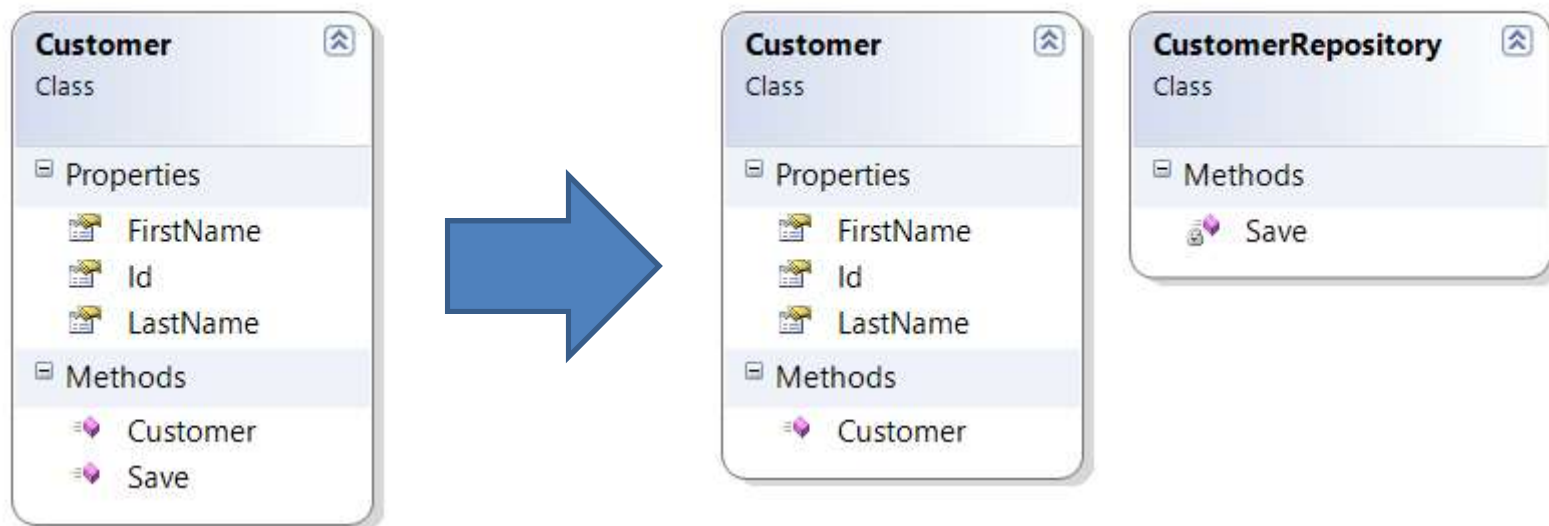 Customer
Class
Properties
FirstName
Id
LastName
Methods
Customer
Save
Customer
Class
Properties
FirstName
Id
LastName
Methods
Customer
CustomerRepository
Class
Methods
Save